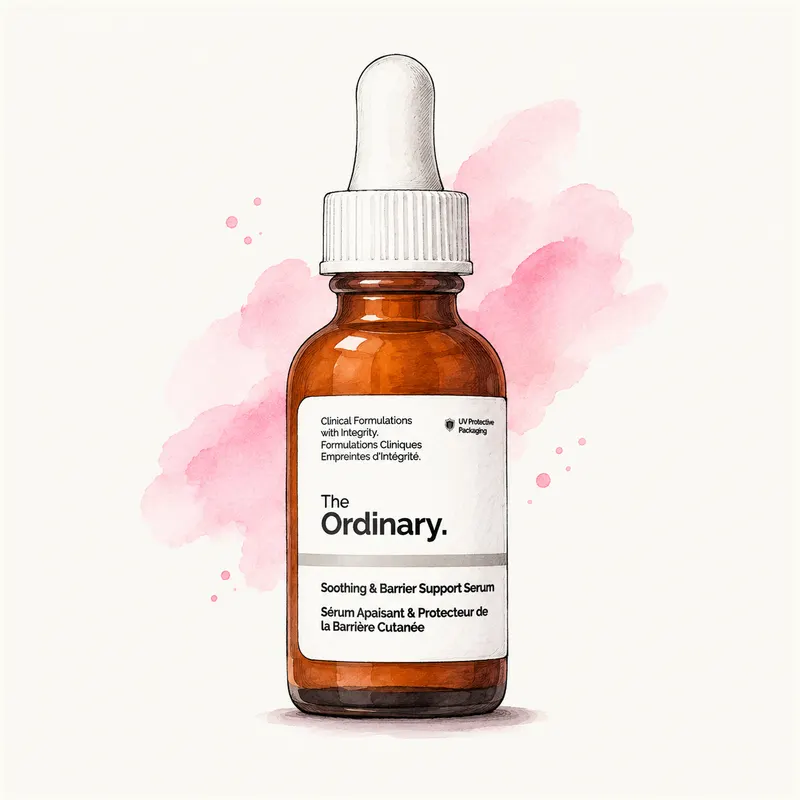 Clinical Formulations
with Integrity.
Formulations Cliniques
Empreintes d'Intégrité.
UV Protective
Packaging
The
Ordinary.
Soothing & Barrier Support Serum
Sérum Apaisant & Protecteur de
la Barrière Cutanée